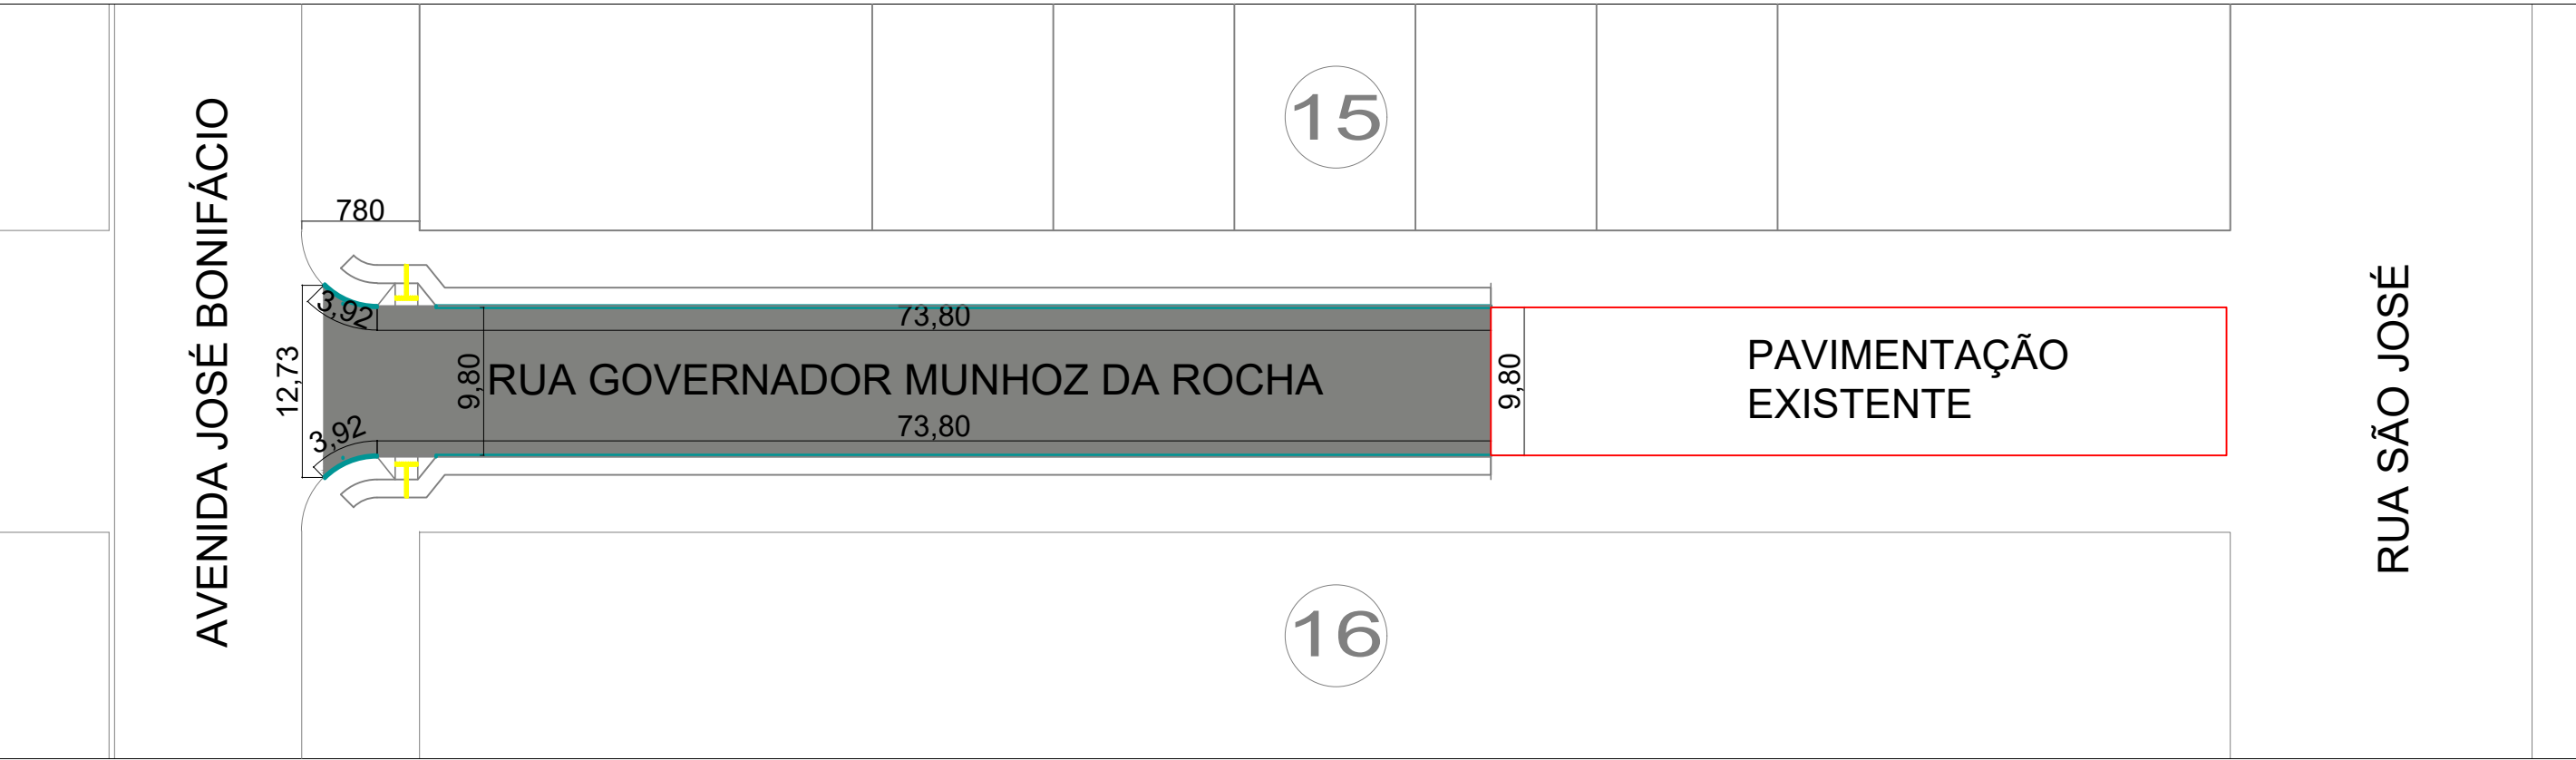 AVENIDA JOSÉ BONIFÁCIO
780
15
3,92
73,80
12,73
9,80
RUA GOVERNADOR MUNHOZ DA ROCHA
9,80
PAVIMENTAÇÃO
EXISTENTE
3,92
73,80
16
RUA SÃO JOSÉ